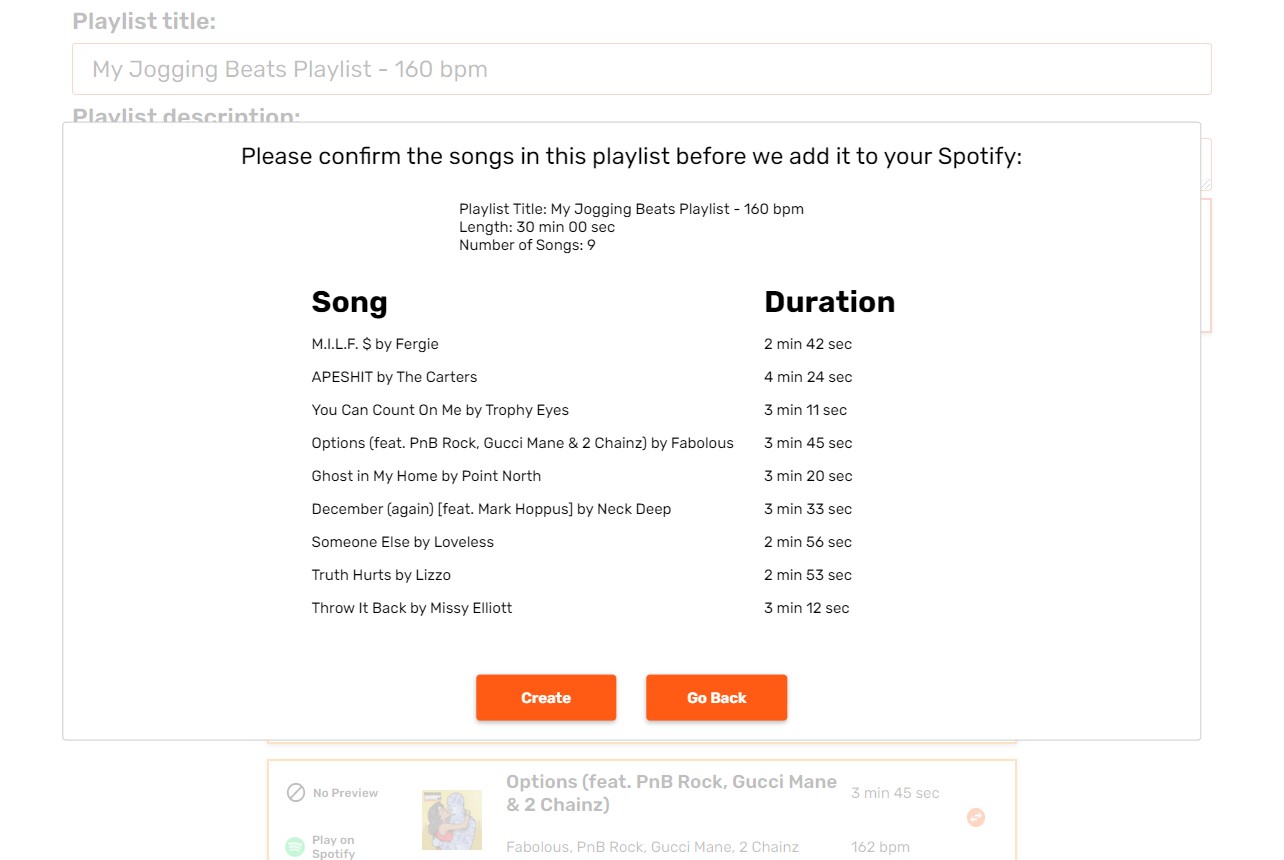 Playlist title:
My Jogging Beats Playlist - 160 bpm
Playlist description:
Please confirm the songs in this playlist before we add it to your Spotify:
Playlist Title: My Jogging Beats Playlist - 160 bpm
Length: 30 min 00 sec
Number of Songs: 9
Song Duration
M.I.L.F. $ by Fergie 2 min 42 sec
APESHIT by The Carters 4 min 24 sec
You Can Count On Me by Trophy Eyes 3 min 11 sec
Options (feat. PnB Rock, Gucci Mane & 2 Chainz) by Fabolous 3 min 45 sec
Ghost in My Home by Point North 3 min 20 sec
December (again) [feat. Mark Hoppus] by Neck Deep 3 min 33 sec
Someone Else by Loveless 2 min 56 sec
Truth Hurts by Lizzo 2 min 53 sec
Throw It Back by Missy Elliott 3 min 12 sec
Create Go Back
No Preview
Play on
Spotify
Options (feat. PnB Rock, Gucci Mane
& 2 Chainz)
Fabolous, PnB Rock, Gucci Mane, 2 Chainz
3 min 45 sec
162 bpm